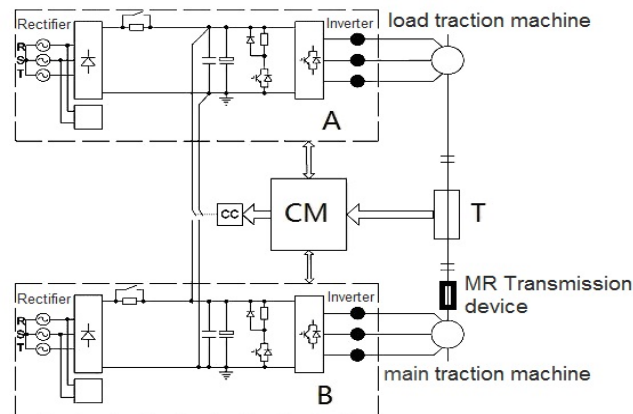 Rectifier
Inverter
load traction machine
R
S
T
A
CC
CM
T
MR Transmission
device
Rectifier
Inverter
R
S
T
main traction machine
B